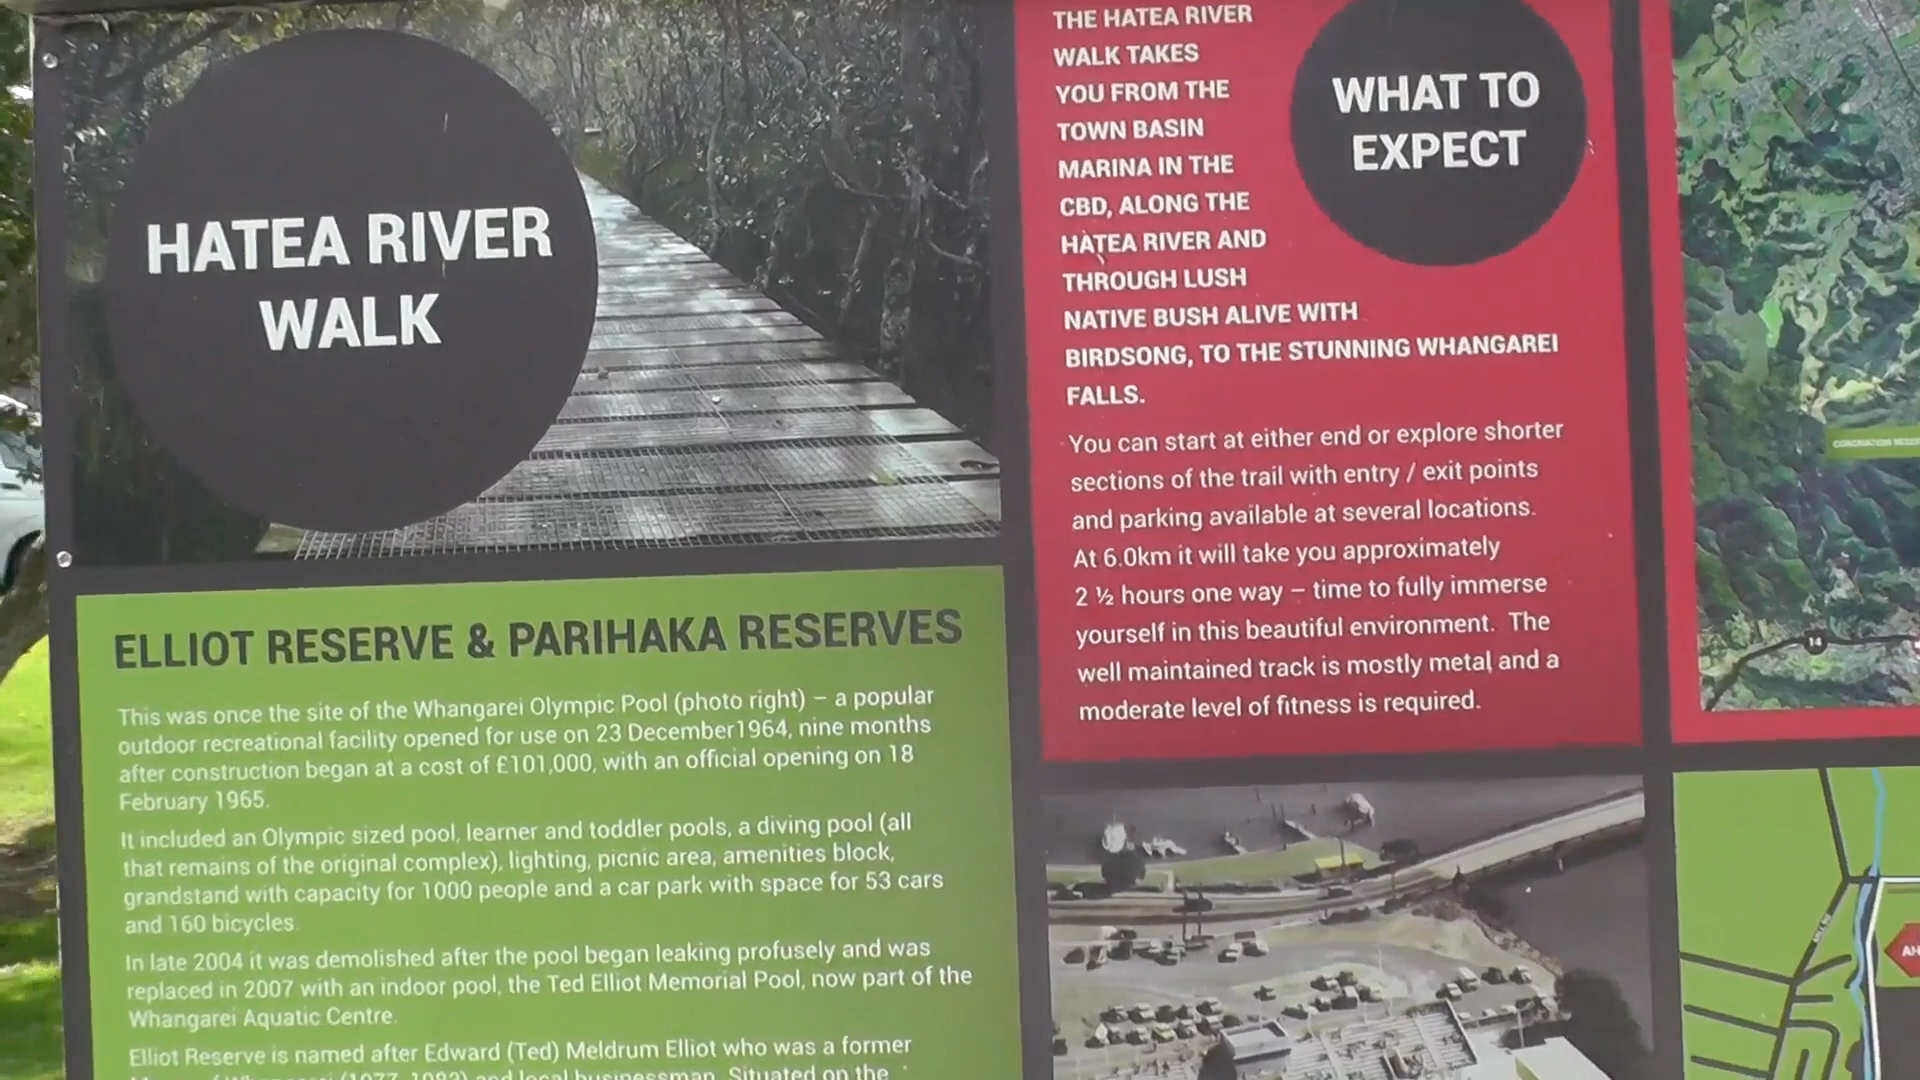 HATEA RIVER
WALK
ELLIOT RESERVE & PARIHAKA RESERVES
This was once the site of the Whangarei Olympic Pool (photo right) – a popular
outdoor recreational facility opened for use on 23 December1964, nine months
after construction began at a cost of £101,000, with an official opening on 18
February 1965.
It included an Olympic sized pool, learner and toddler pools, a diving pool (all
that remains of the original complex), lighting, picnic area, amenities block,
grandstand with capacity for 1000 people and a car park with space for 53 cars
and 160 bicycles.
In late 2004 it was demolished after the pool began leaking profusely and was
replaced in 2007 with an indoor pool, the Ted Elliot Memorial Pool, now part of the
Whangarei Aquatic Centre.
Elliot Reserve is named after Edward (Ted) Meldrum Elliot who was a former
and local businessman. Situated on the
THE HATEA RIVER
WALK TAKES
YOU FROM THE
TOWN BASIN
MARINA IN THE
CBD, ALONG THE
HATEA RIVER AND
THROUGH LUSH
NATIVE BUSH ALIVE WITH
BIRDSONG, TO THE STUNNING WHANGAREI
FALLS.
WHAT TO
EXPECT
You can start at either end or explore shorter
sections of the trail with entry / exit points
and parking available at several locations.
At 6.0km it will take you approximately
2 ½ hours one way – time to fully immerse
yourself in this beautiful environment. The
well maintained track is mostly metal and a
moderate level of fitness is required.
14
AH